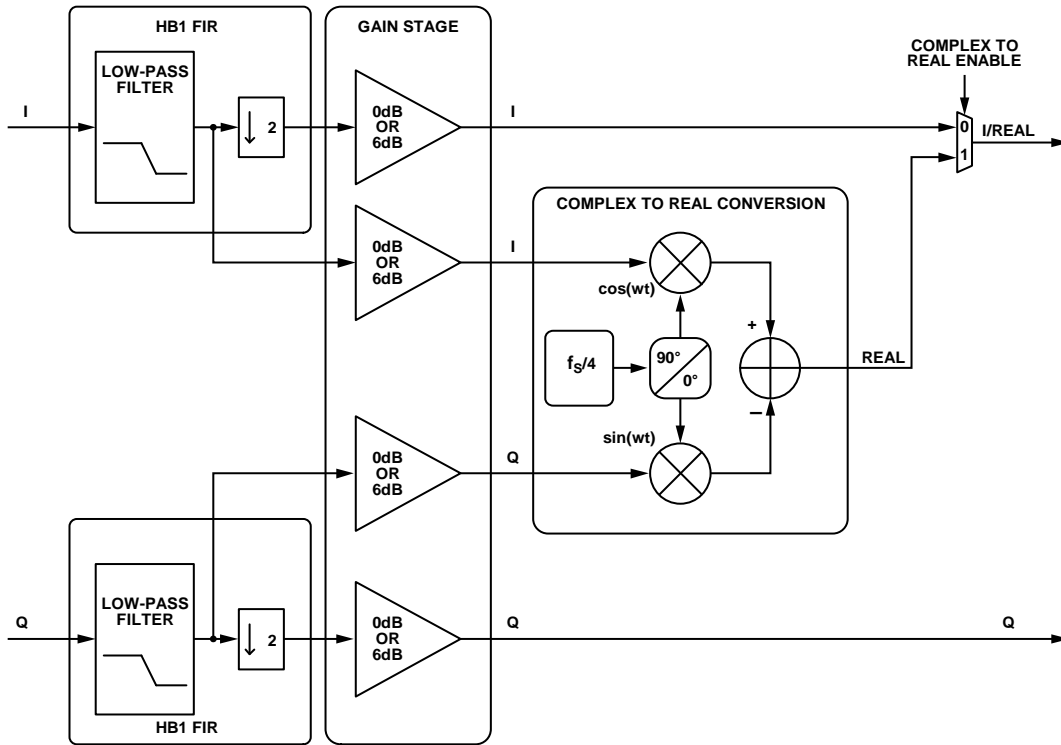 HB1 FIR
GAIN STAGE
LOW-PASS
FILTER
I
2
0dB
OR
6dB
I
COMPLEX TO
REAL ENABLE
0
1
I/REAL
0dB
OR
6dB
I
COMPLEX TO REAL CONVERSION
cos(wt)
fS/4
90°
0°
+
–
REAL
sin(wt)
0dB
OR
6dB
Q
LOW-PASS
FILTER
Q
2
HB1 FIR
0dB
OR
6dB
Q
Q